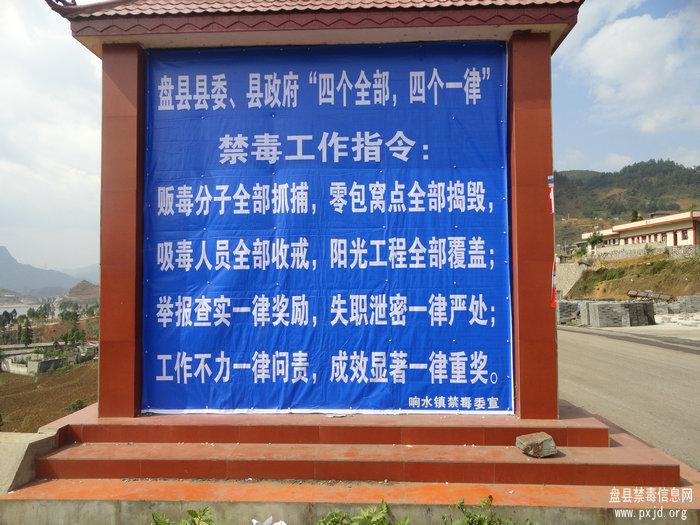 盘县县委、县政府“四个全部，四个一律”
禁毒工作指令：
贩毒分子全部抓捕，零包窝点全部捣毁，
吸毒人员全部收戒，阳光工程全部覆盖；
举报查实一律奖励，失职泄密一律严处；
工作不力一律问责，成效显著一律重奖。
响水镇禁毒委宣
盘县禁毒信息网
www.pxjd.org